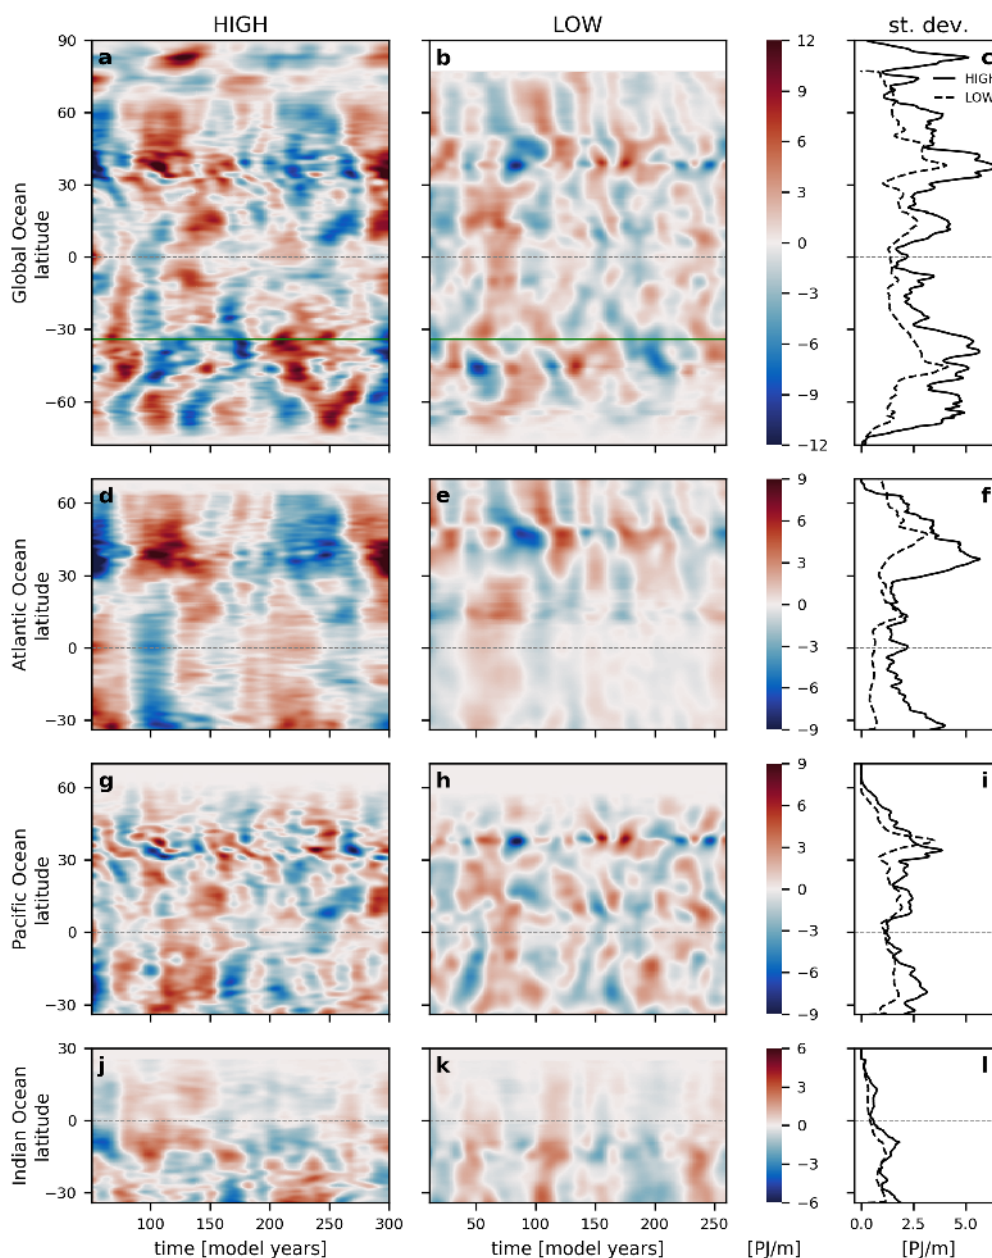 HIGH LOW st. dev.
a b c
90
60
30
0
−30
−60
Global Ocean
latitude
12
9
6
3
0
−3
−6
−9
−12
HIGH
LOW
d e f
60
30
0
−30
Atlantic Ocean
latitude
9
6
3
0
−3
−6
−9
g h i
60
30
0
−30
Pacific Ocean
latitude
9
6
3
0
−3
−6
−9
j k l
30
0
−30
Indian Ocean
latitude
6
3
0
−3
−6
100 150 200 250 300
50 100 150 200 250
0.0 2.5 5.0
time [model years] time [model years] [PJ/m] [PJ/m]